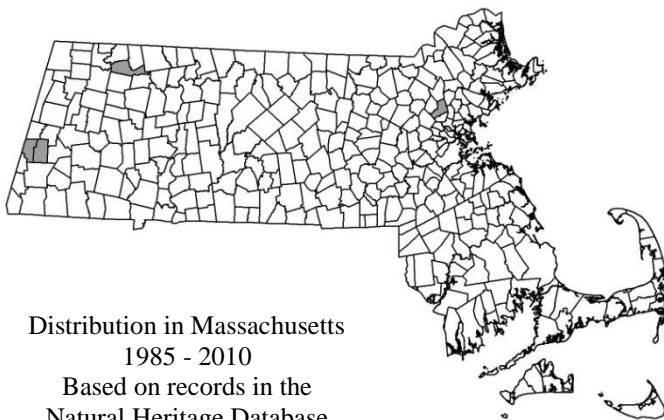 Distribution in Massachusetts
1985 - 2010
Based on records in the
Natural Heritage Database